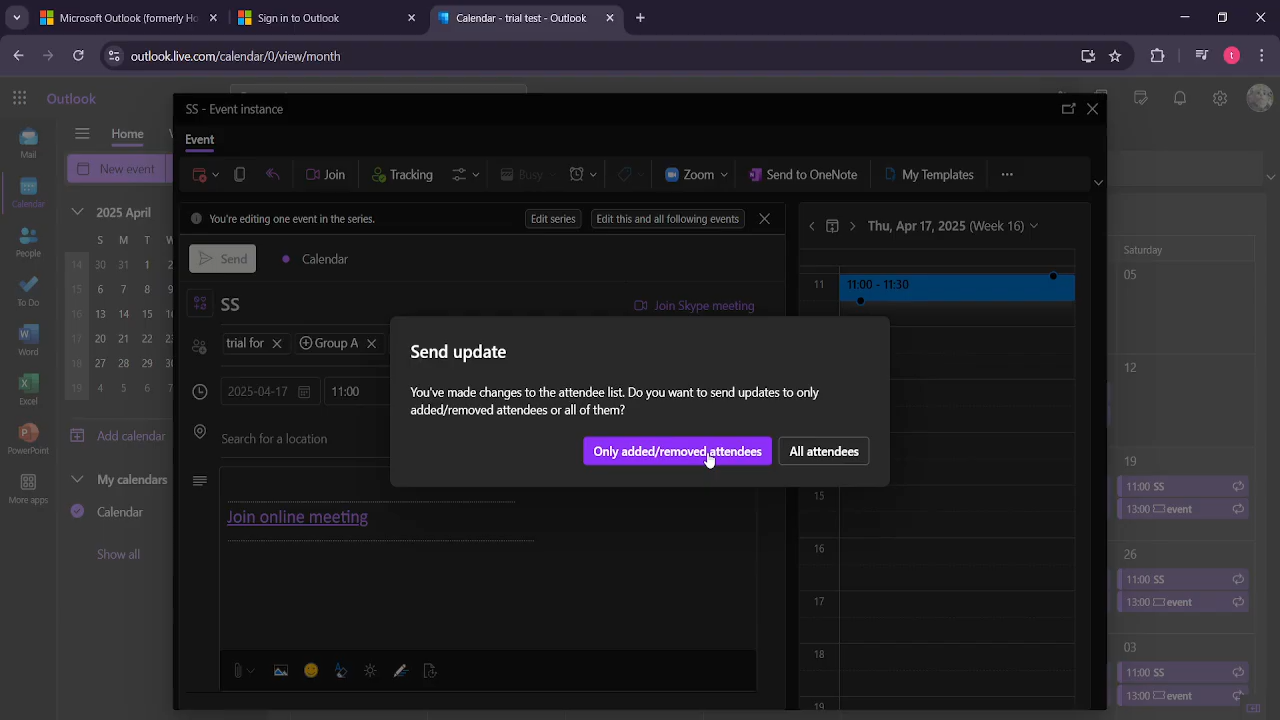 Microsoft Outlook (formerly Ho
Sign in to Outlook
Calendar - trial test - Outlook
outlook.live.com/calendar/0/view/month
t
Outlook
SS - Event instance
Event
Home
New event
Join
Tracking
Busy
Zoom
Send to OneNote
My Templates
Mail
Calendar
People
To Do
Word
Excel
PowerPoint
More apps
2025 April
S M T W
14 30 31 1 2
15 6 7 8 9
16 13 14 15 16
17 20 21 22 23
18 27 28 29 30
19 4 5 6
Add calendar
My calendars
Calendar
Show all
You're editing one event in the series.
Edit series
Edit this and all following events
Send
Calendar
SS
Join Skype meeting
trial for
Group A
2025-04-17
11:00
Search for a location
Join online meeting
Thu, Apr 17, 2025 (Week 16)
11
11:00 - 11:30
15
16
17
18
19
Send update
You've made changes to the attendee list. Do you want to send updates to only
added/removed attendees or all of them?
Only added/removed attendees
All attendees
Saturday
05
12
19
11:00 SS
13:00 event
26
11:00 SS
13:00 event
03
11:00 SS
13:00 event